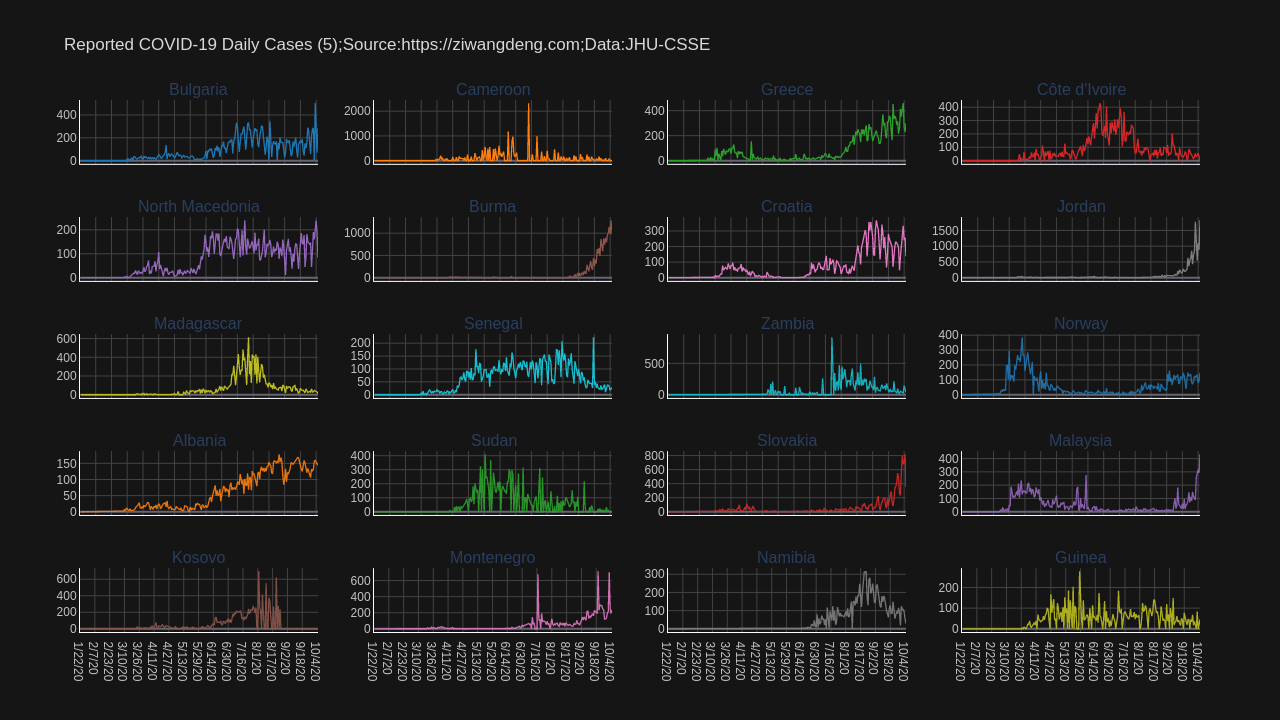 Reported COVID-19 Daily Cases (5);Source:https://ziwangdeng.com;Data:JHU-CSSE
Bulgaria Cameroon Greece Côte d'Ivoire
400 2000 400 400
200 1000 200 300
0 0 0 200
100
0
North Macedonia Burma Croatia Jordan
200 1000 300 1500
100 500 200 1000
0 0 100 500
0 0
Madagascar Senegal Zambia Norway
600 200 500 400
400 150 0 300
200 100 200
0 50 100
0 0
Albania Sudan Slovakia Malaysia
150 400 800 400
100 300 600 300
50 200 400 200
0 100 200 100
0 0 0
Kosovo Montenegro Namibia Guinea
600 600 300 200
400 400 200 100
200 200 100 0
0 0 0
1/22/20 2/7/20 2/23/20 3/10/20 3/26/20 4/11/20 4/27/20 5/13/20 5/29/20 6/14/20 6/30/20 7/16/20 8/1/20 8/17/20 9/2/20 9/18/20 10/4/20
1/22/20 2/7/20 2/23/20 3/10/20 3/26/20 4/11/20 4/27/20 5/13/20 5/29/20 6/14/20 6/30/20 7/16/20 8/1/20 8/17/20 9/2/20 9/18/20 10/4/20
1/22/20 2/7/20 2/23/20 3/10/20 3/26/20 4/11/20 4/27/20 5/13/20 5/29/20 6/14/20 6/30/20 7/16/20 8/1/20 8/17/20 9/2/20 9/18/20 10/4/20
1/22/20 2/7/20 2/23/20 3/10/20 3/26/20 4/11/20 4/27/20 5/13/20 5/29/20 6/14/20 6/30/20 7/16/20 8/1/20 8/17/20 9/2/20 9/18/20 10/4/20